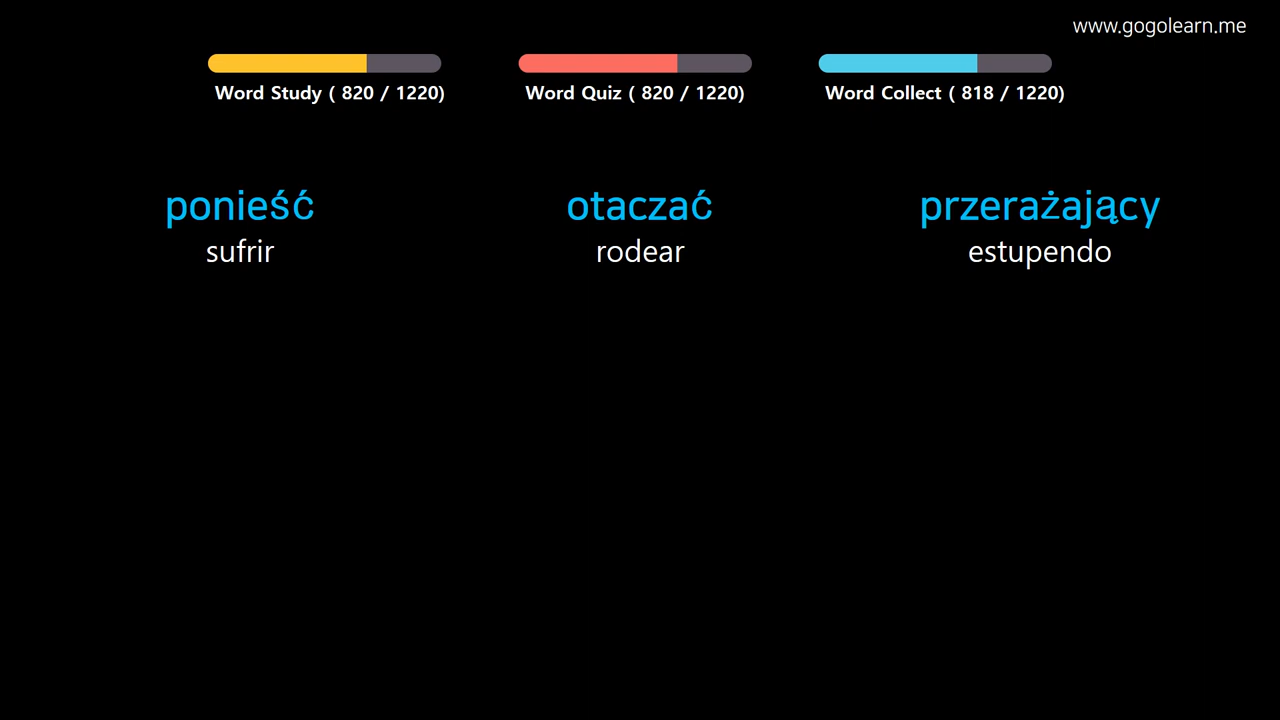 www.gogolearn.me
Word Study ( 820 / 1220)
Word Quiz ( 820 / 1220)
Word Collect ( 818 / 1220)
ponieść
sufrir
otaczać
rodear
przerażający
estupendo